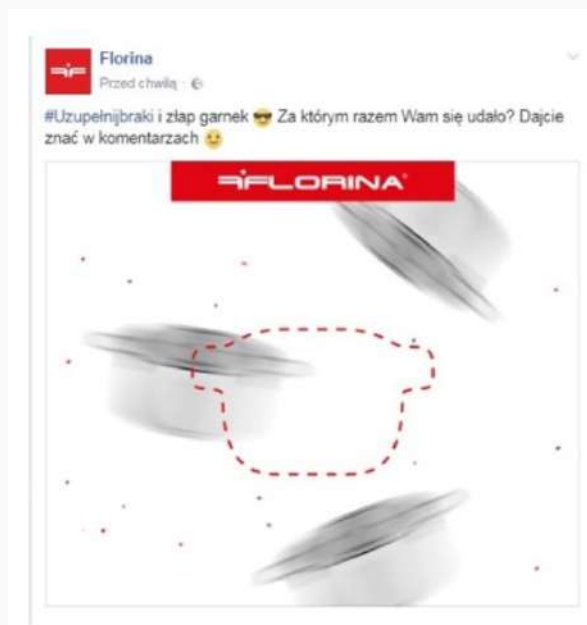 Florina
Przed chwilą
#Uzupełnijbraki i złap garnek 😎 Za którym razem Wam się udało? Dajcie
znać w komentarzach 😉
FLORINA